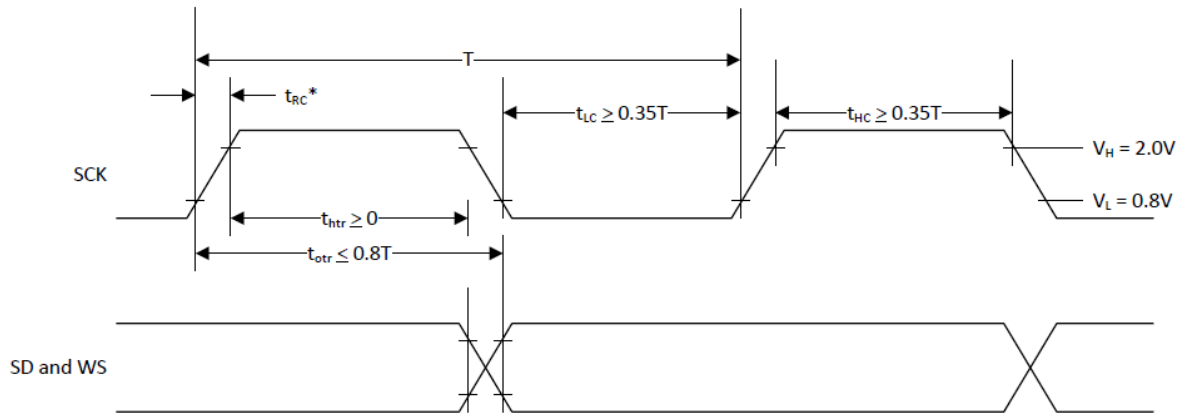 T
t_RC*
t_LC ≥ 0.35T
t_HC ≥ 0.35T
V_H = 2.0V
SCK
V_L = 0.8V
t_htr ≥ 0
t_otr ≤ 0.8T
SD and WS